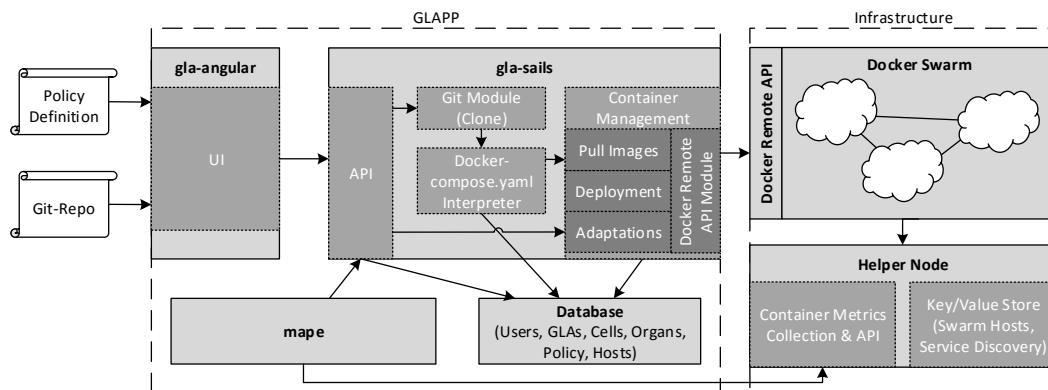 GLAPP
Infrastructure
Policy
Definition
Git-Repo
gla-angular
UI
gla-sails
API
Git Module
(Clone)
Docker-
compose.yaml
Interpreter
Container
Management
Pull Images
Deployment
Adaptations
Docker Remote
API Module
Docker Remote API
Docker Swarm
mape
Database
(Users, GLAs, Cells, Organs,
Policy, Hosts)
Helper Node
Container Metrics
Collection & API
Key/Value Store
(Swarm Hosts,
Service Discovery)